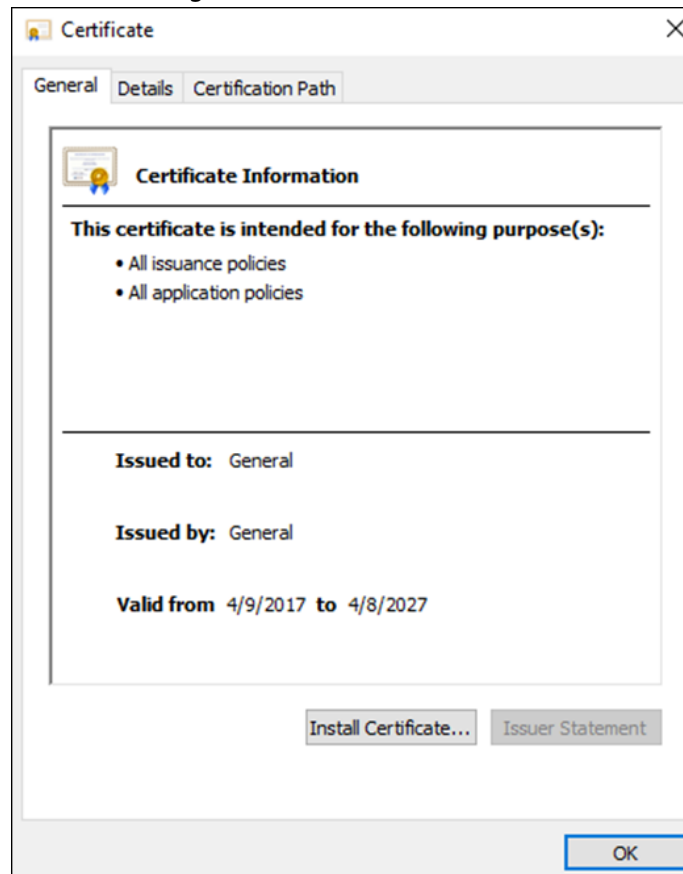 Certificate
General Details Certification Path
Certificate Information
This certificate is intended for the following purpose(s):
• All issuance policies
• All application policies
Issued to: General
Issued by: General
Valid from 4/9/2017 to 4/8/2027
Install Certificate... Issuer Statement
OK